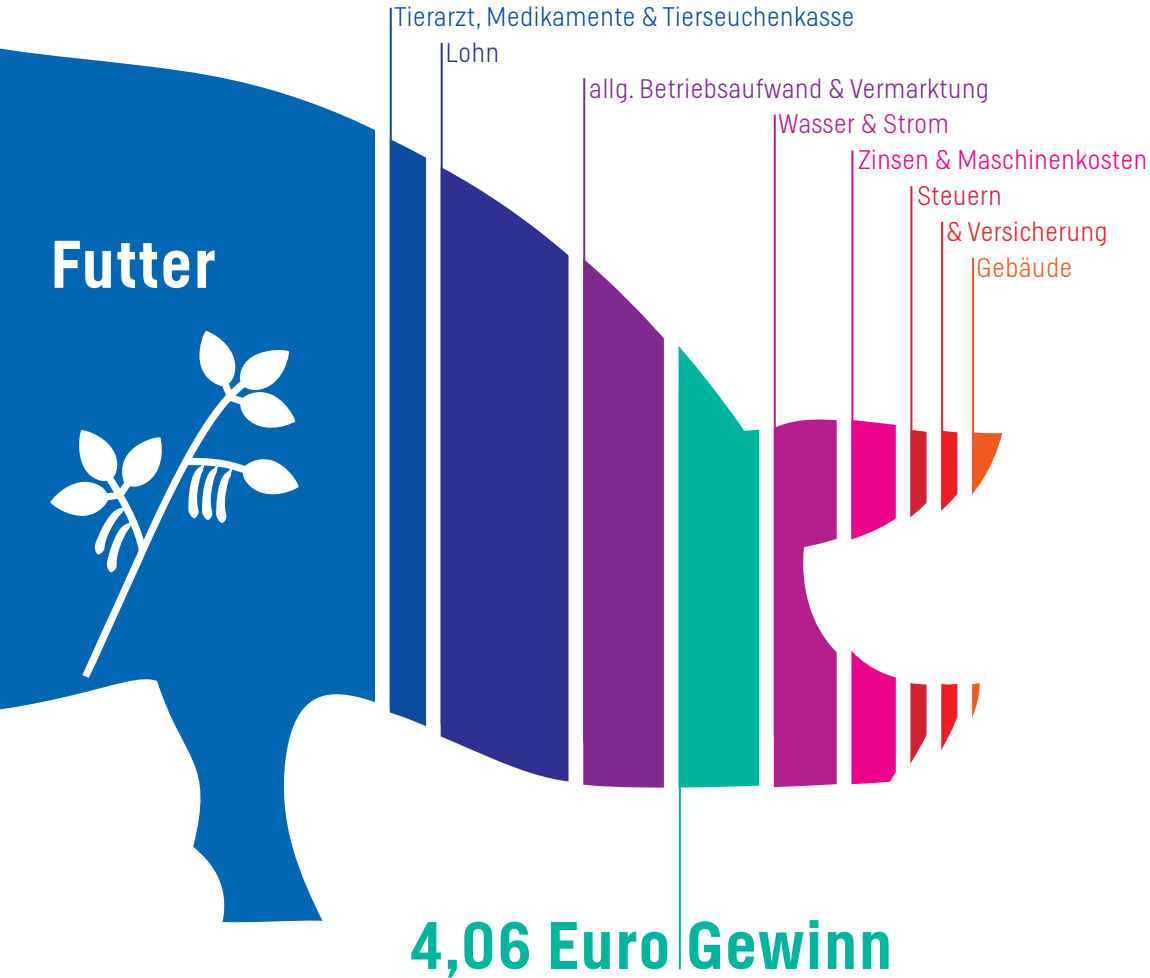 Tierarzt, Medikamente & Tierseuchenkasse
Lohn
allg. Betriebsaufwand & Vermarktung
Wasser & Strom
Zinsen & Maschinenkosten
Steuern
& Versicherung
Gebäude
Futter
4,06 Euro Gewinn